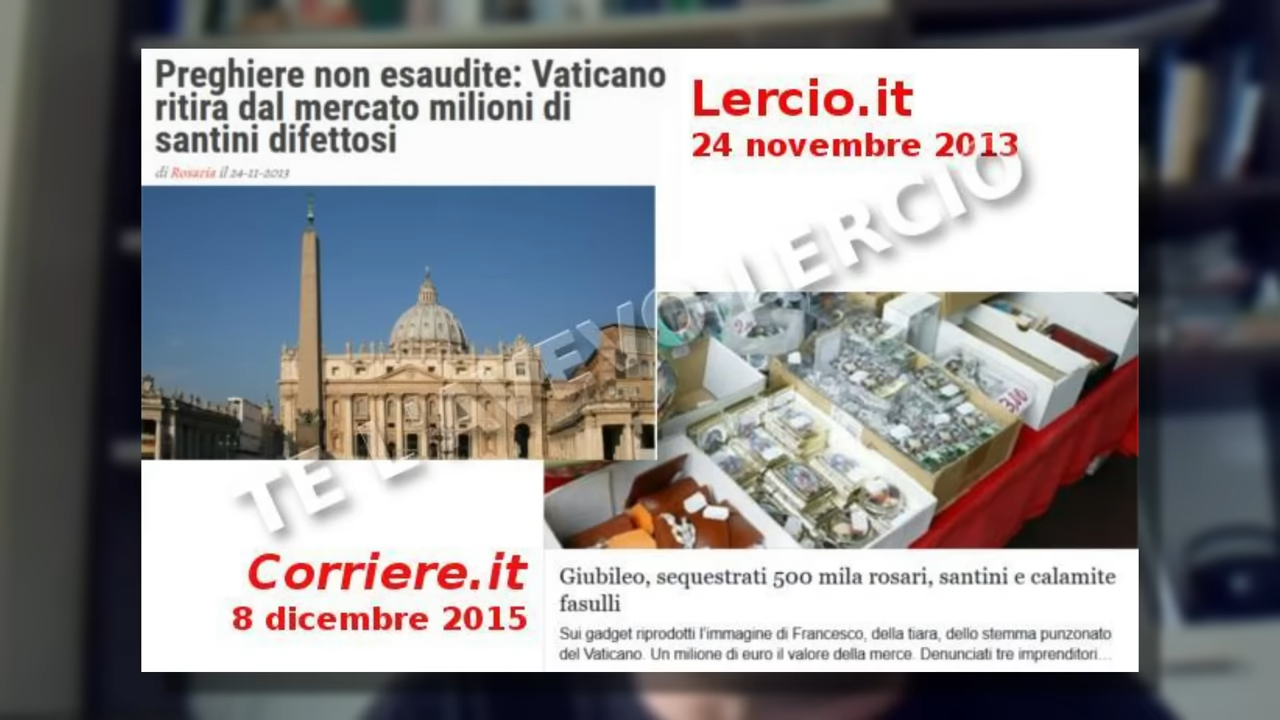 Preghiere non esaudite: Vaticano
ritira dal mercato milioni di
santini difettosi
di Rosaria il 24-11-2013
Lercio.it
24 novembre 2013
TE L'AVEVO LERCIO
Corriere.it
8 dicembre 2015
Giubileo, sequestrati 500 mila rosari, santini e calamite
fasulli
Sui gadget riprodotti l'immagine di Francesco, della tiara, dello stemma punzonato
del Vaticano. Un milione di euro il valore della merce. Denunciati tre imprenditori...